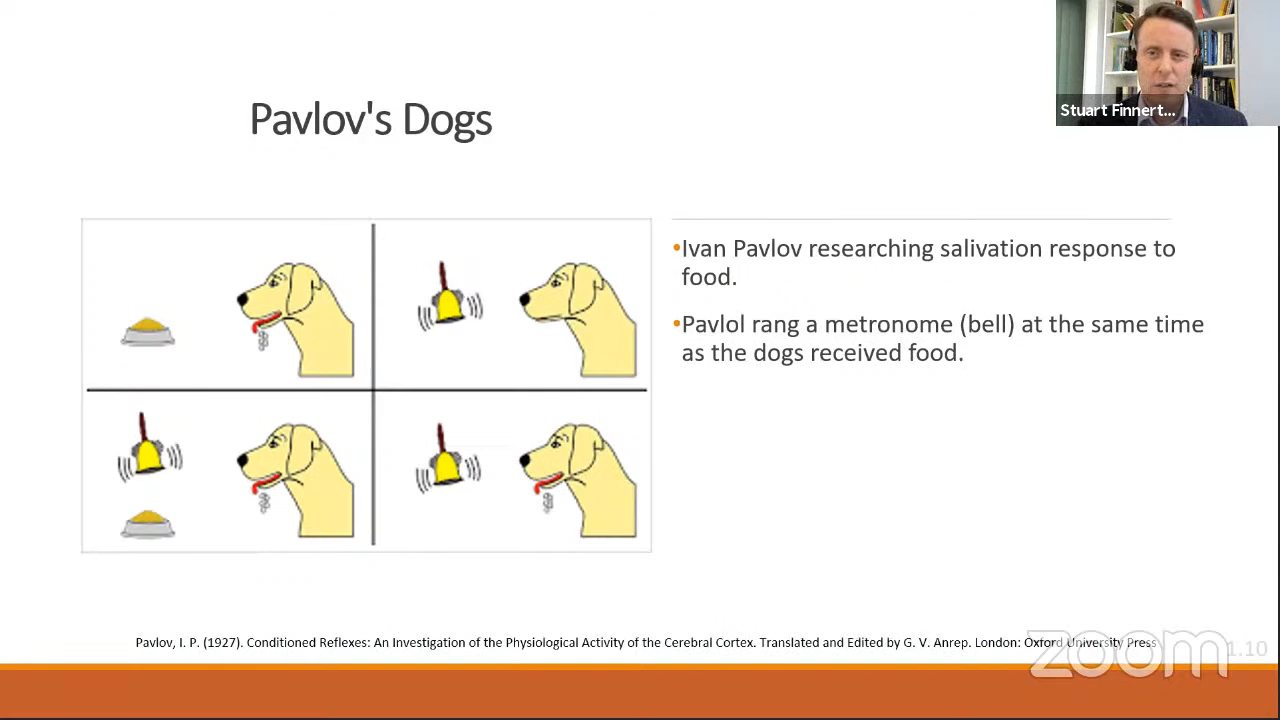 Stuart Finnert...
Pavlov's Dogs
•Ivan Pavlov researching salivation response to
food.
•Pavlol rang a metronome (bell) at the same time
as the dogs received food.
Pavlov, I. P. (1927). Conditioned Reflexes: An Investigation of the Physiological Activity of the Cerebral Cortex. Translated and Edited by G. V. Anrep. London: Oxford University Press
1.10
zoom